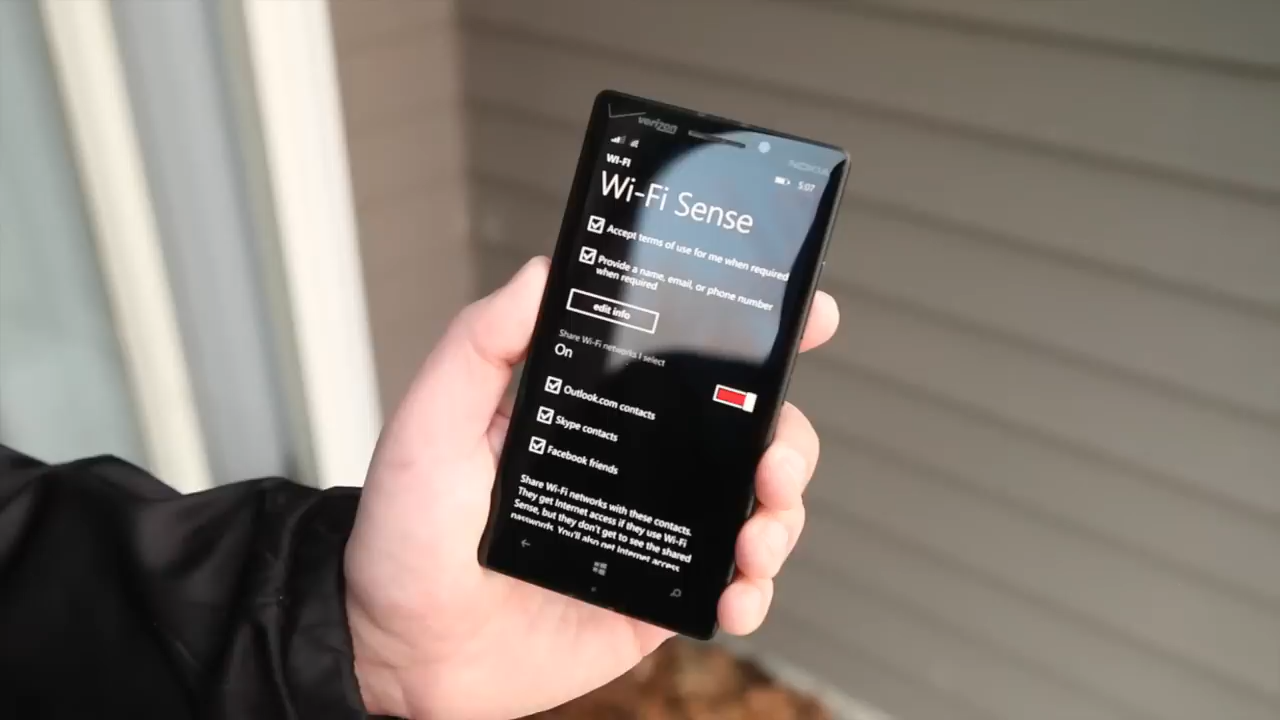 verizon
NOKIA
5:07
WI-FI
Wi-Fi Sense
Accept terms of use for me when required
Provide a name, email, or phone number
when required
edit info
Share Wi-Fi networks I select
On
Outlook.com contacts
Skype contacts
Facebook friends
Share Wi-Fi networks with these contacts.
They get Internet access if they use Wi-Fi
Sense, but they don't get to see the shared
passwords. You'll also get Internet access